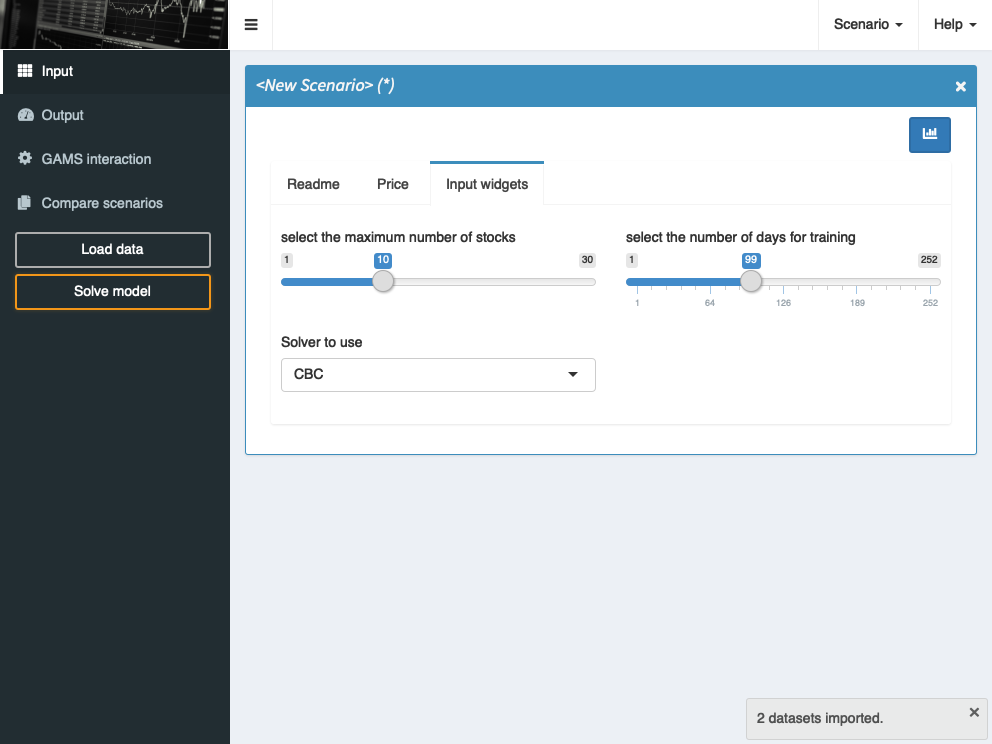 Scenario
Help
Input
Output
GAMS interaction
Compare scenarios
Load data
Solve model
<New Scenario> (*)
Readme
Price
Input widgets
select the maximum number of stocks
1
10
30
select the number of days for training
1
99
252
1
64
126
189
252
Solver to use
CBC
2 datasets imported.